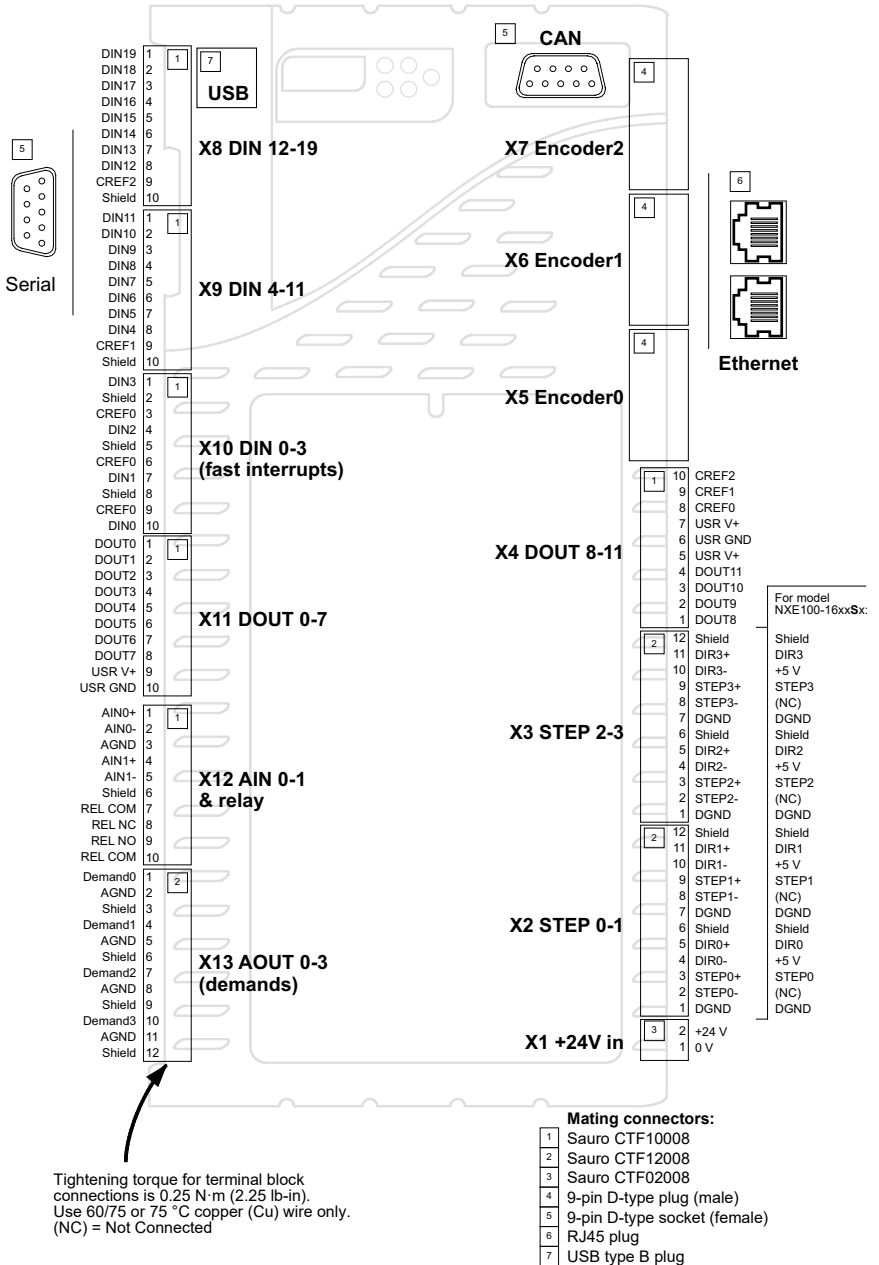 5
CAN
DIN19 1
DIN18 2
DIN17 3
DIN16 4
DIN15 5
DIN14 6
DIN13 7
DIN12 8
CREF2 9
Shield 10
1
7
USB
X8 DIN 12-19
5
Serial
DIN11 1
DIN10 2
DIN9 3
DIN8 4
DIN7 5
DIN6 6
DIN5 7
DIN4 8
CREF1 9
Shield 10
1
X9 DIN 4-11
DIN3 1
Shield 2
CREF0 3
DIN2 4
Shield 5
CREF0 6
DIN1 7
Shield 8
CREF0 9
DIN0 10
1
X10 DIN 0-3
(fast interrupts)
DOUT0 1
DOUT1 2
DOUT2 3
DOUT3 4
DOUT4 5
DOUT5 6
DOUT6 7
DOUT7 8
USR V+ 9
USR GND 10
1
X11 DOUT 0-7
AIN0+ 1
AIN0- 2
AGND 3
AIN1+ 4
AIN1- 5
Shield 6
REL COM 7
REL NC 8
REL NO 9
REL COM 10
1
X12 AIN 0-1
& relay
Demand0 1
AGND 2
Shield 3
Demand1 4
AGND 5
Shield 6
Demand2 7
AGND 8
Shield 9
Demand3 10
AGND 11
Shield 12
2
X13 AOUT 0-3
(demands)
4
X7 Encoder2
4
X6 Encoder1
4
X5 Encoder0
6
Ethernet
1
X4 DOUT 8-11
10 CREF2
9 CREF1
8 CREF0
7 USR V+
6 USR GND
5 USR V+
4 DOUT11
3 DOUT10
2 DOUT9
1 DOUT8
For model
NXE100-16xxSx
2
X3 STEP 2-3
12 Shield Shield
11 DIR3+ DIR3
10 DIR3- +5 V
9 STEP3+ STEP3
8 STEP3- (NC)
7 DGND DGND
6 Shield Shield
5 DIR2+ DIR2
4 DIR2- +5 V
3 STEP2+ STEP2
2 STEP2- (NC)
1 DGND DGND
2
X2 STEP 0-1
12 Shield Shield
11 DIR1+ DIR1
10 DIR1- +5 V
9 STEP1+ STEP1
8 STEP1- (NC)
7 DGND DGND
6 Shield Shield
5 DIR0+ DIR0
4 DIR0- +5 V
3 STEP0+ STEP0
2 STEP0- (NC)
1 DGND DGND
X1 +24V in
3
2 +24 V
1 0 V
Tightening torque for terminal block
connections is 0.25 N·m (2.25 lb-in).
Use 60/75 or 75 °C copper (Cu) wire only.
(NC) = Not Connected
Mating connectors:
1 Sauro CTF10008
2 Sauro CTF12008
3 Sauro CTF02008
4 9-pin D-type plug (male)
5 9-pin D-type socket (female)
6 RJ45 plug
7 USB type B plug